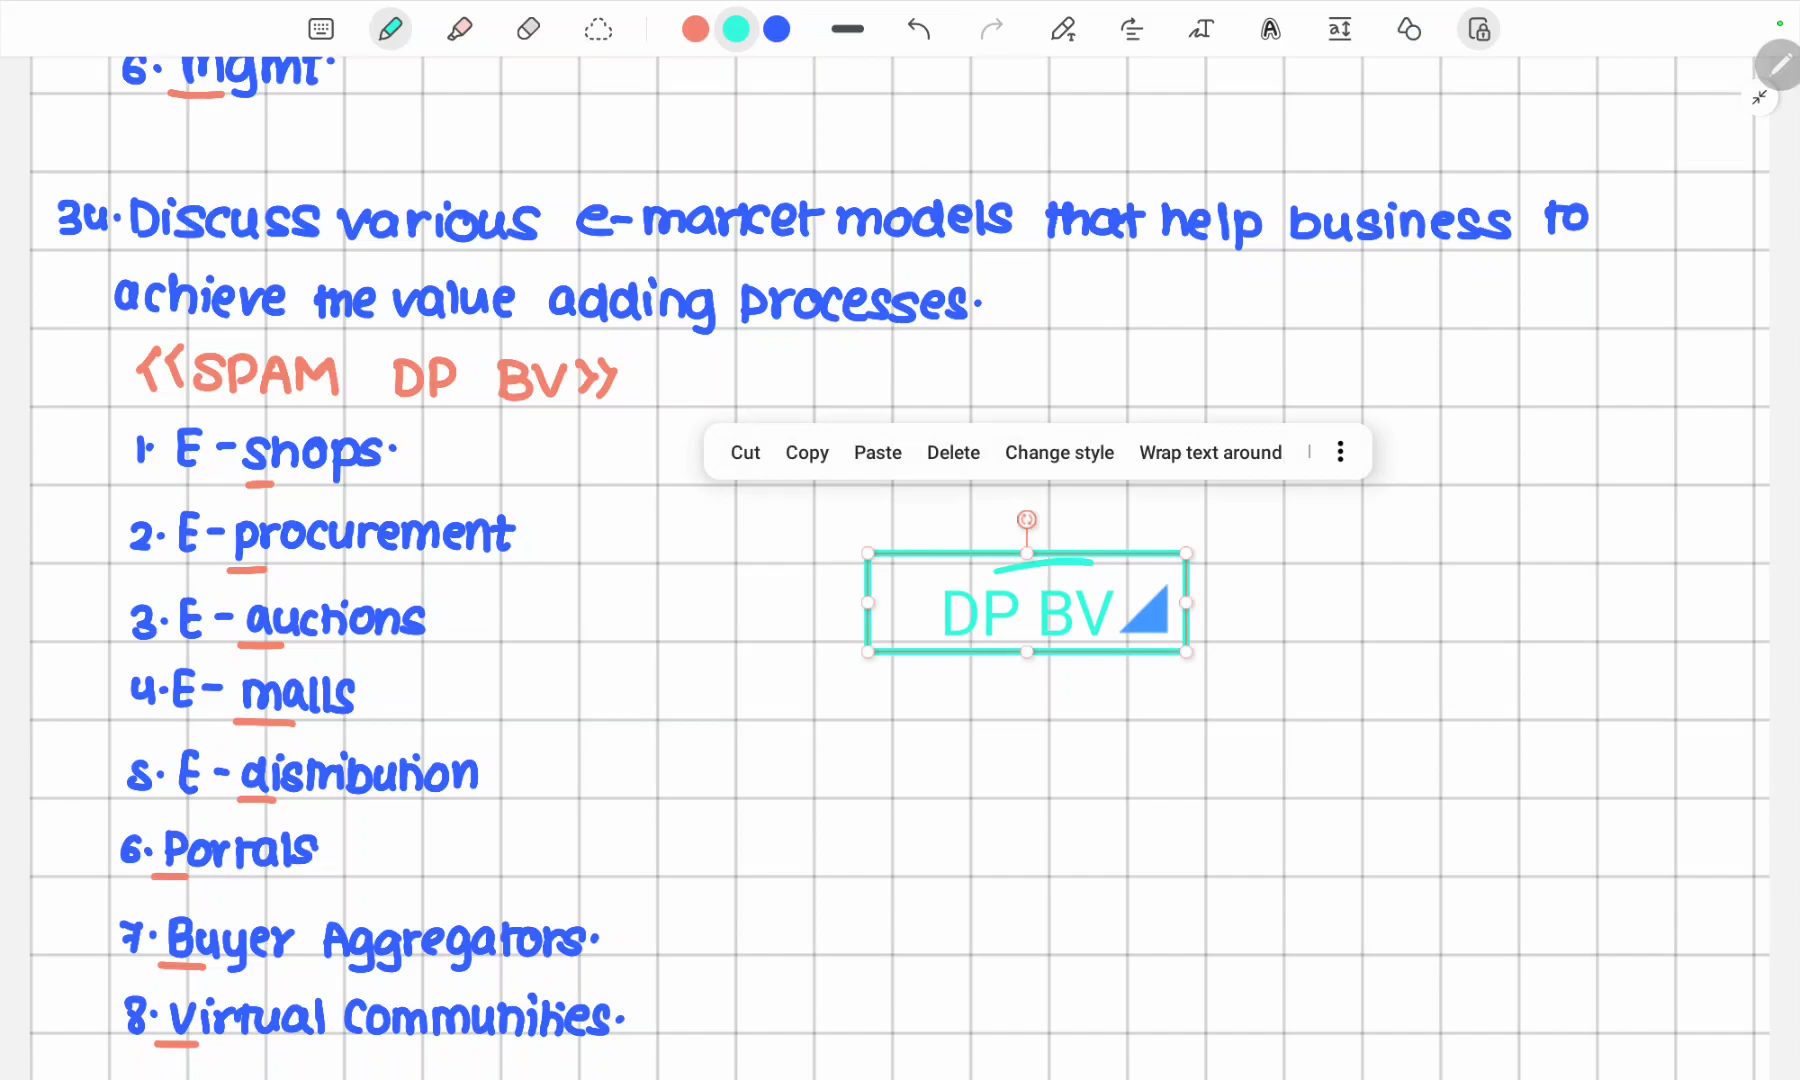 6. Mgmt.
34. Discuss various e-market models that help business to
achieve the value adding processes.
<<SPAM DP BV>>
1. E-shops.
Cut Copy Paste Delete Change style Wrap text around
2. E-procurement
DP BV
3. E-auctions
4. E-malls
5. E-distribution
6. Portals
7. Buyer Aggregators.
8. Virtual Communities.